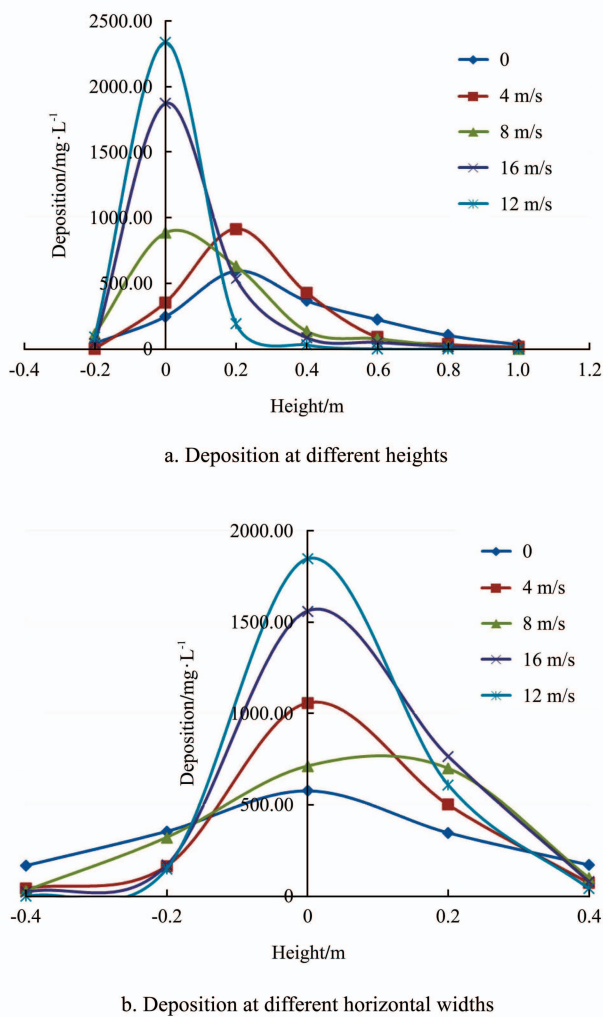 2500.00
2000.00
1500.00
1000.00
500.00
0
Deposition/mg·L⁻¹
0
4 m/s
8 m/s
16 m/s
12 m/s
-0.4 -0.2 0 0.2 0.4 0.6 0.8 1.0 1.2
Height/m
a. Deposition at different heights
2000.00
1500.00
1000.00
500.00
0
Deposition/mg·L⁻¹
0
4 m/s
8 m/s
16 m/s
12 m/s
-0.4 -0.2 0 0.2 0.4
Height/m
b. Deposition at different horizontal widths